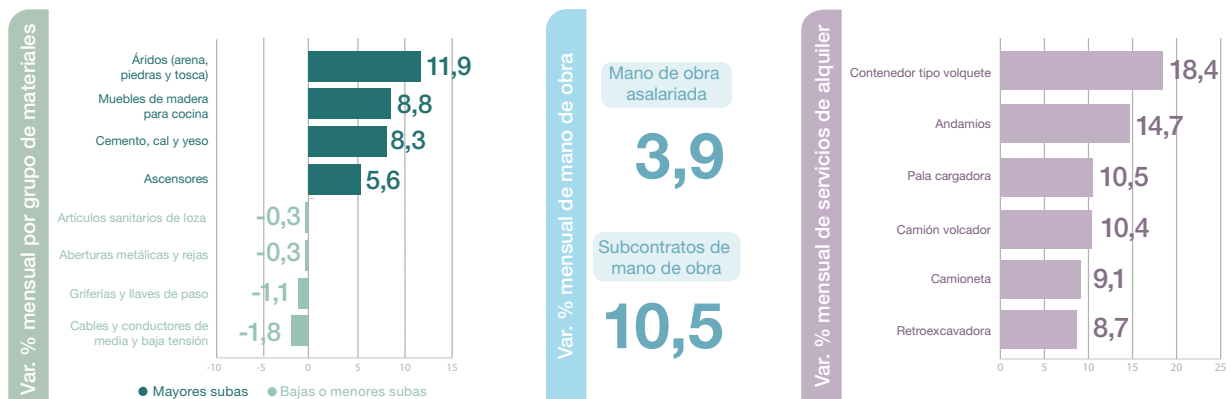 Var. % mensual por grupo de materiales
Áridos (arena,
piedras y tosca)
11,9
Muebles de madera
para cocina
8,8
Cemento, cal y yeso
8,3
Ascensores
5,6
Artículos sanitarios de loza
-0,3
Aberturas metálicas y rejas
-0,3
Griferías y llaves de paso
-1,1
Cables y conductores de
media y baja tensión
-1,8
-10 -5 0 5 10 15
Mayores subas
Bajas o menores subas
Var. % mensual de mano de obra
Mano de obra
asalariada
3,9
Subcontratos de
mano de obra
10,5
Var. % mensual de servicios de alquiler
Contenedor tipo volquete
18,4
Andamios
14,7
Pala cargadora
10,5
Camión volcador
10,4
Camioneta
9,1
Retroexcavadora
8,7
0 5 10 15 20 25